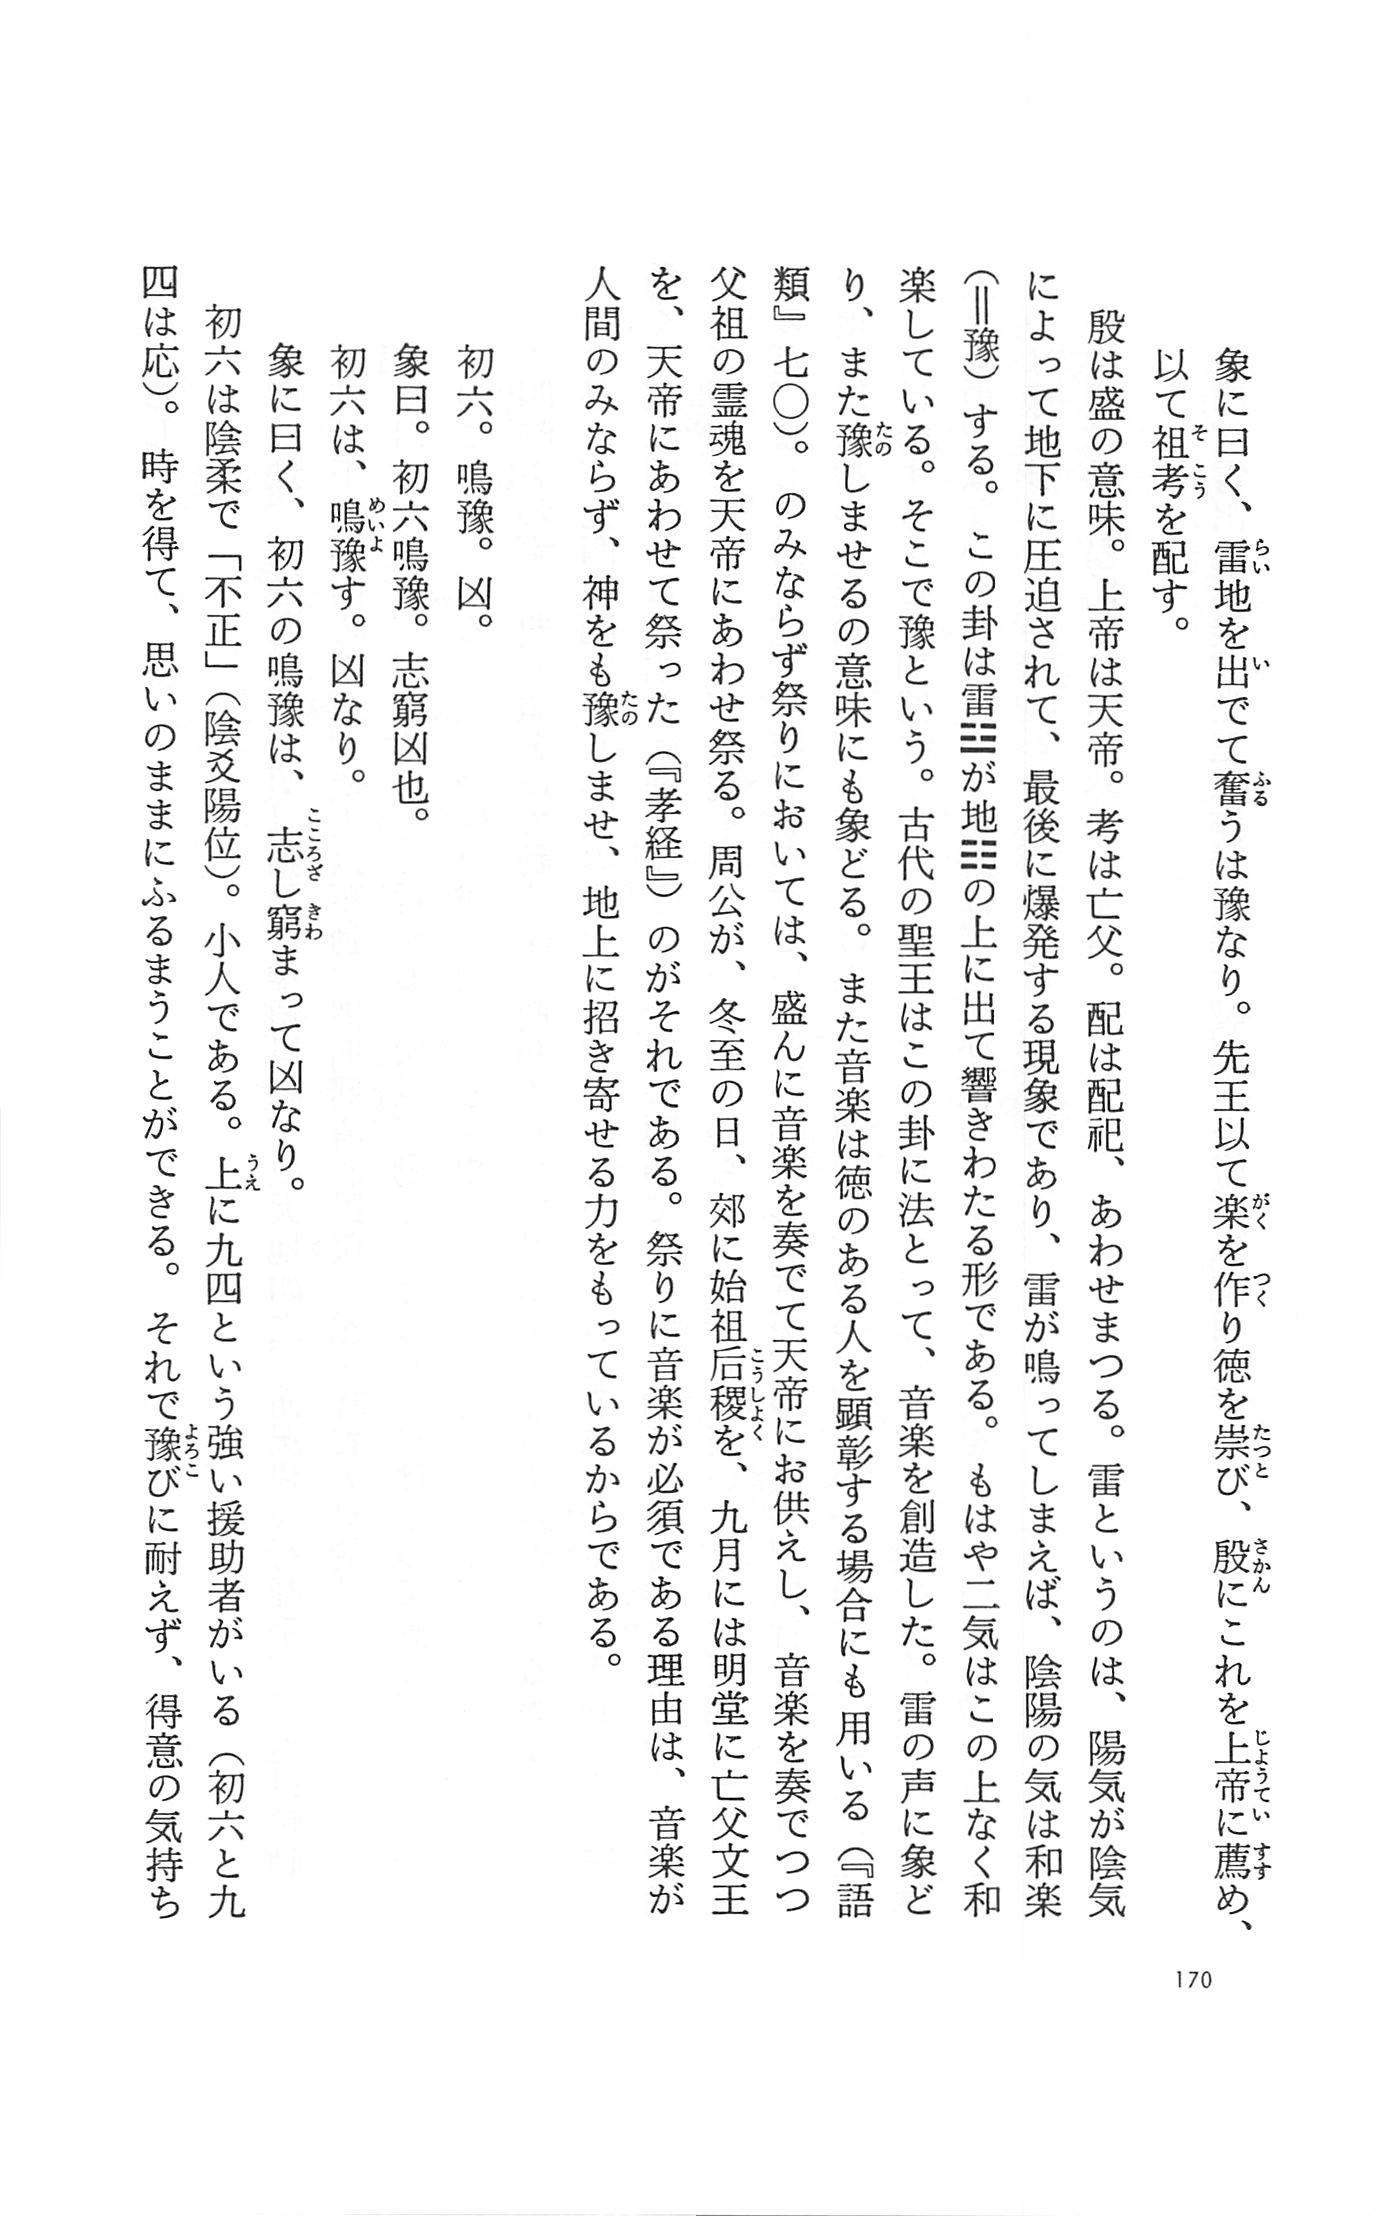 象に曰く、雷地を出でて奮うは豫なり。先王以て楽を作り徳を崇び、殷にこれを上帝に薦め、
以て祖考を配す。
殷は盛の意味。上帝は天帝。考は亡父。配は配祀、あわせまつる。雷というのは、陽気が陰気
によって地下に圧迫されて、最後に爆発する現象であり、雷が鳴ってしまえば、陰陽の気は和楽
（＝豫）する。この卦は雷☳が地☷の上に出て響きわたる形である。もはや二気はこの上なく和
楽している。そこで豫という。古代の聖王はこの卦に法とって、音楽を創造した。雷の声に象ど
り、また豫しませるの意味にも象どる。また音楽は徳のある人を顕彰する場合にも用いる（『語
類』七〇）。のみならず祭りにおいては、盛んに音楽を奏でて天帝にお供えし、音楽を奏でつつ
父祖の霊魂を天帝にあわせ祭る。周公が、冬至の日、郊に始祖后稷を、九月には明堂に亡父文王
を、天帝にあわせて祭った（『孝経』）のがそれである。祭りに音楽が必須である理由は、音楽が
人間のみならず、神をも豫しませ、地上に招き寄せる力をもっているからである。
初六。鳴豫。凶。
象曰。初六鳴豫。志窮凶也。
初六は、鳴豫す。凶なり。
象に曰く、初六の鳴豫は、志し窮まって凶なり。
初六は陰柔で「不正」（陰爻陽位）。小人である。上に九四という強い援助者がいる（初六と九
四は応）。時を得て、思いのままにふるまうことができる。それで豫びに耐えず、得意の気持ち
170